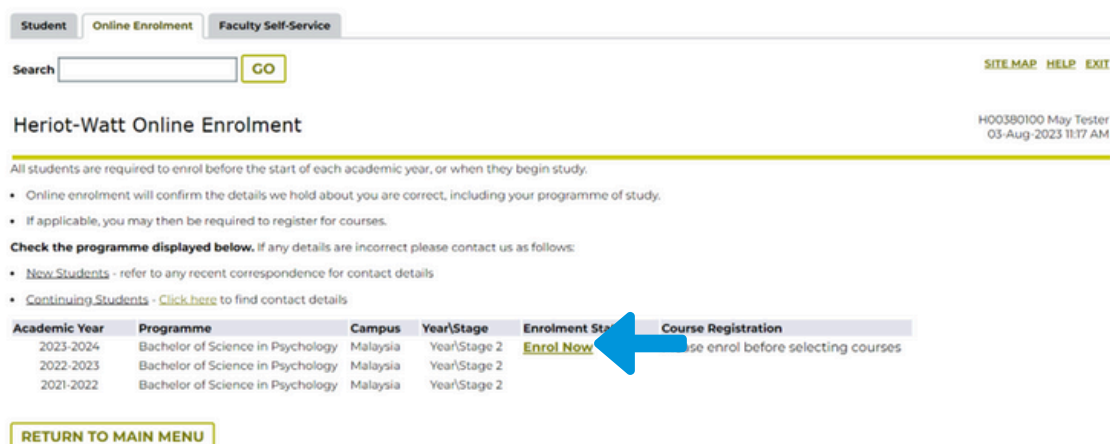 Student Online Enrolment Faculty Self-Service
Search GO SITE MAP HELP EXIT
Heriot-Watt Online Enrolment
H00380100 May Tester
03-Aug-2023 11:17 AM
All students are required to enrol before the start of each academic year, or when they begin study.
• Online enrolment will confirm the details we hold about you are correct, including your programme of study.
• If applicable, you may then be required to register for courses.
Check the programme displayed below. If any details are incorrect please contact us as follows:
• New Students - refer to any recent correspondence for contact details
• Continuing Students - Click here to find contact details
Academic Year Programme Campus Year\Stage Enrolment Course Registration
2023-2024 Bachelor of Science in Psychology Malaysia Year\Stage 2 Enrol Now enrol before selecting courses
2022-2023 Bachelor of Science in Psychology Malaysia Year\Stage 2
2021-2022 Bachelor of Science in Psychology Malaysia Year\Stage 2
RETURN TO MAIN MENU